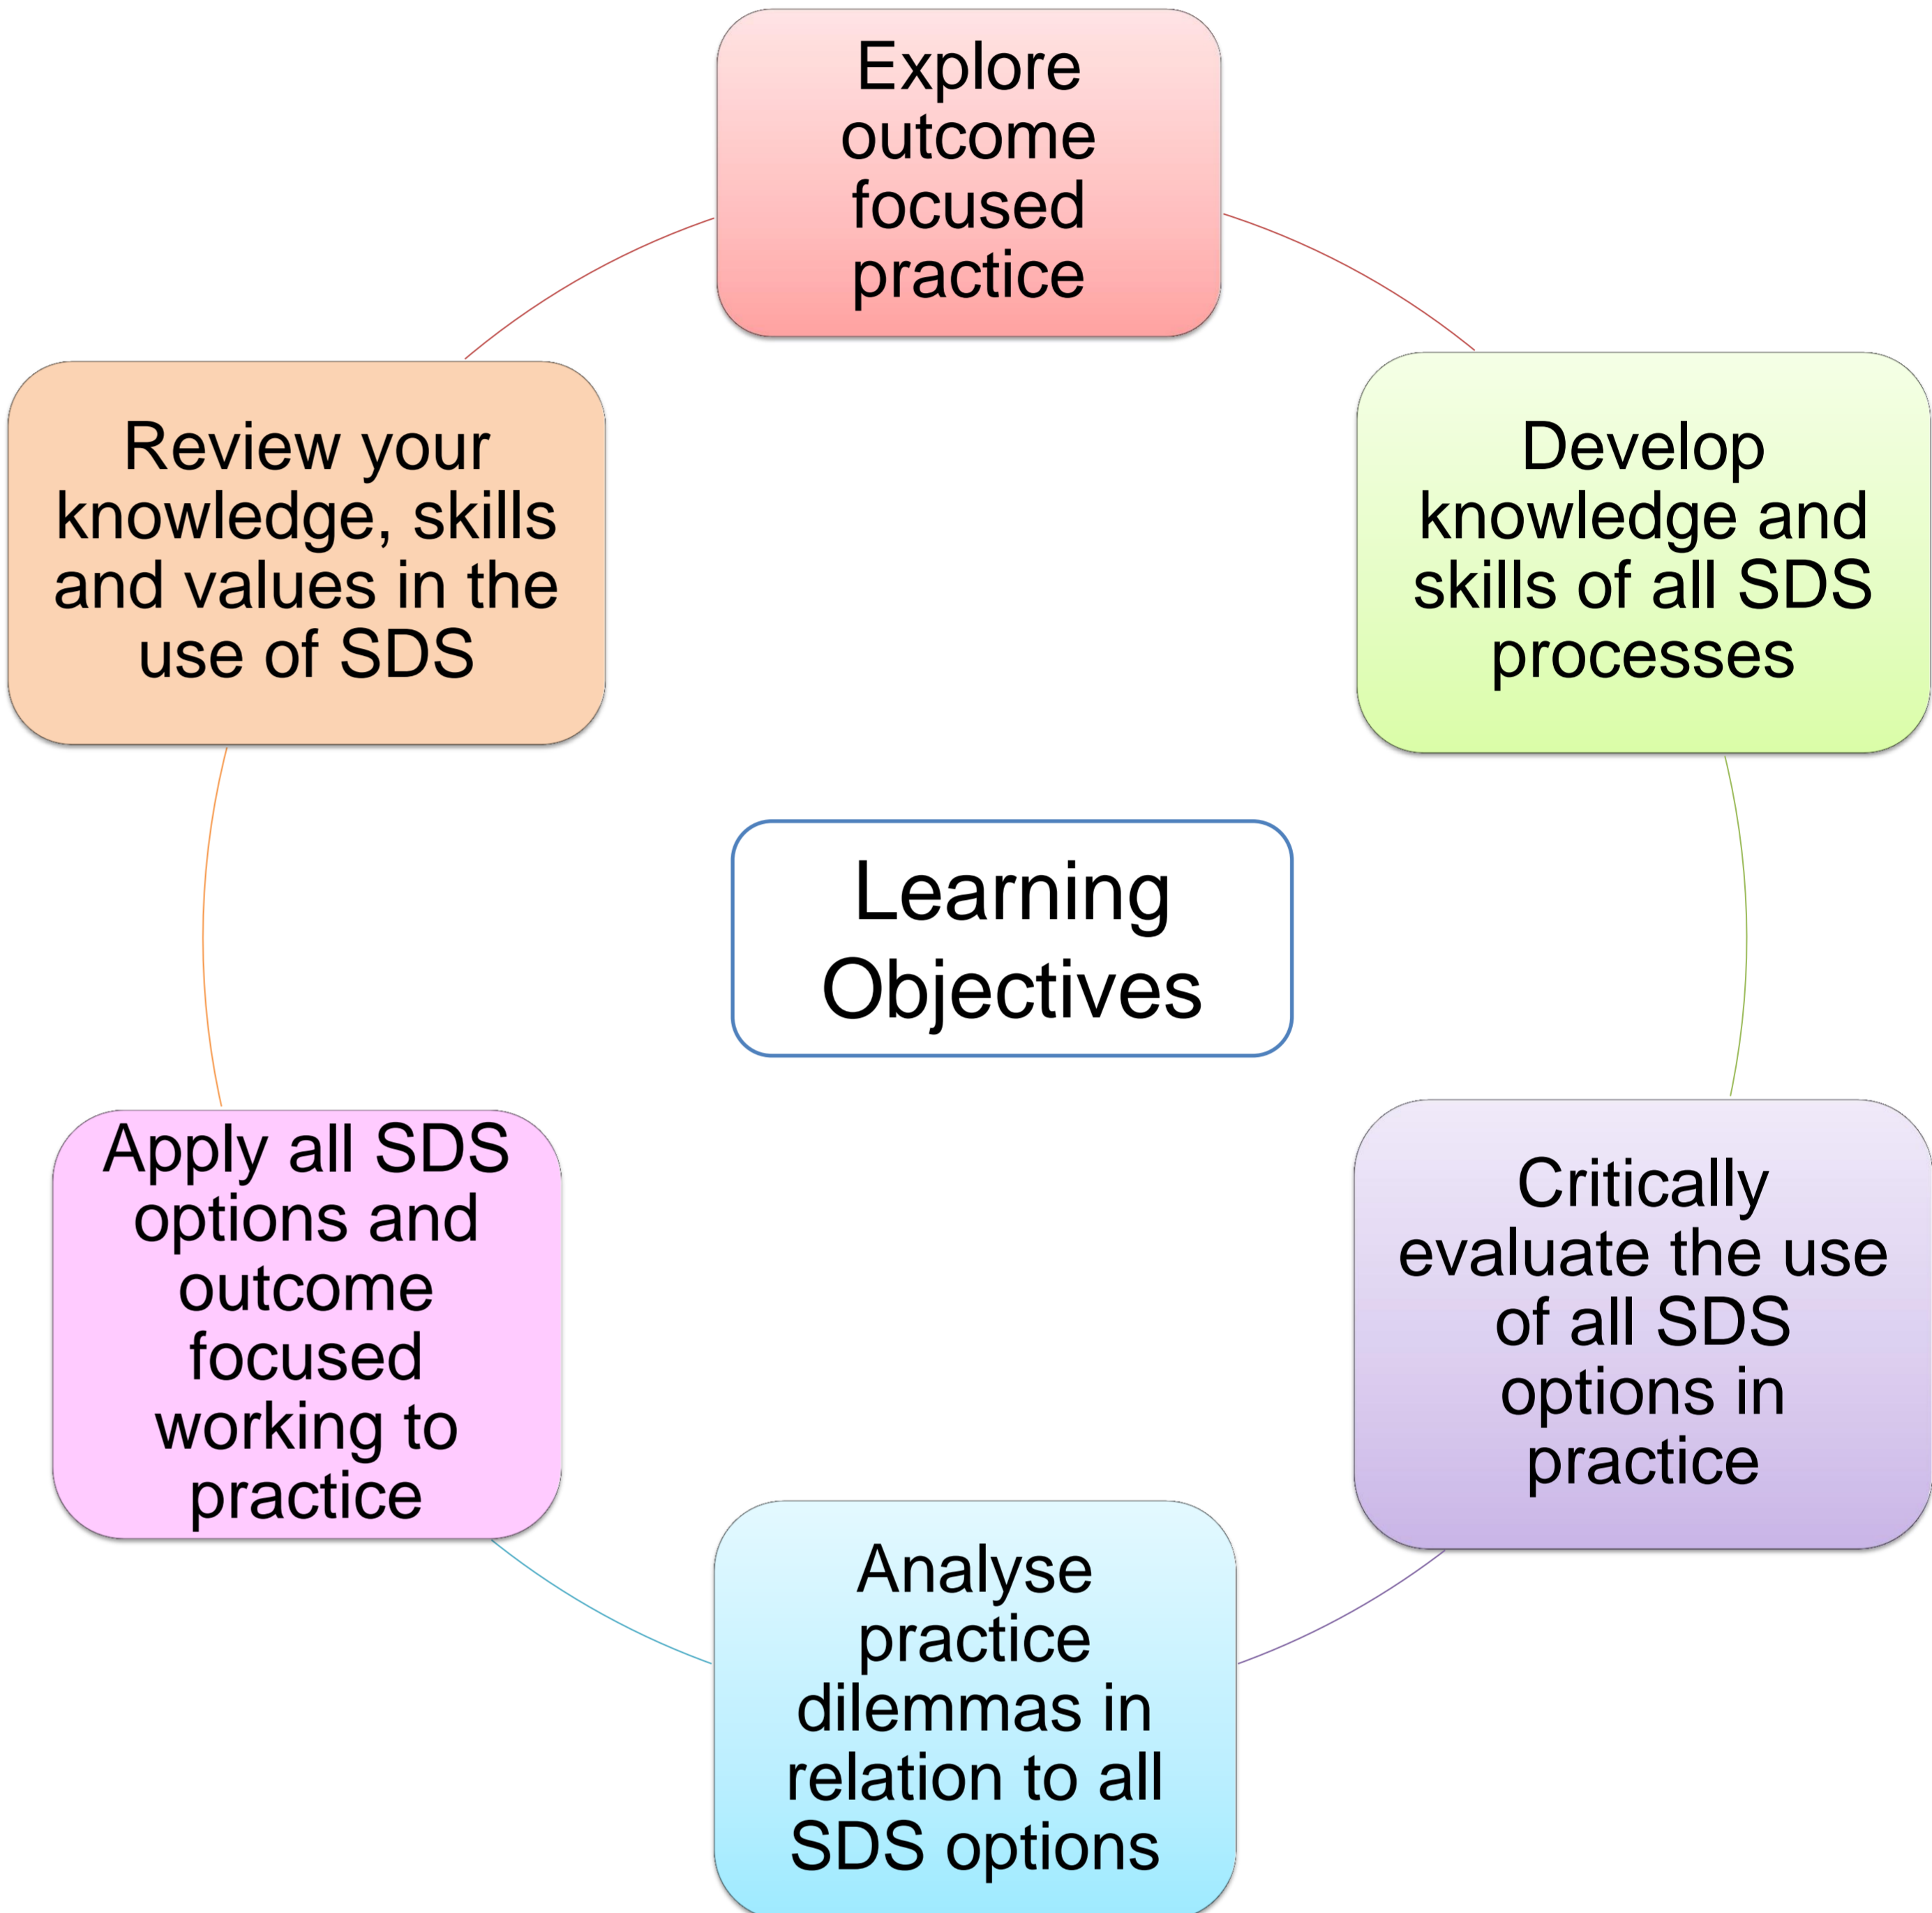 Explore
outcome
focused
practice
Develop
knowledge and
skills of all SDS
processes
Critically
evaluate the use
of all SDS
options in
practice
Analyse
practice
dilemmas in
relation to all
SDS options
Apply all SDS
options and
outcome
focused
working to
practice
Review your
knowledge, skills
and values in the
use of SDS
Learning
Objectives